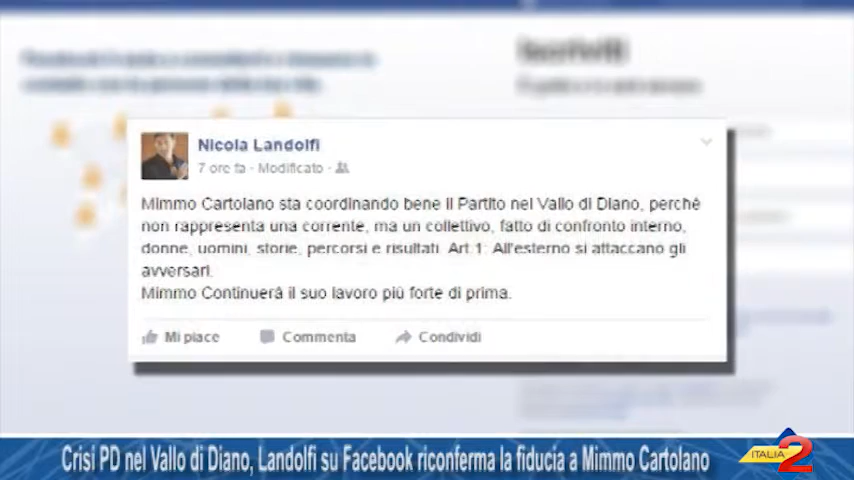 Iscriviti
Nicola Landolfi
7 ore fa · Modificato ·
Mimmo Cartolano sta coordinando bene il Partito nel Vallo di Diano, perchè
non rappresenta una corrente, ma un collettivo, fatto di confronto interno,
donne, uomini, storie, percorsi e risultati. Art.1: All'esterno si attaccano gli
avversari.
Mimmo Continuerà il suo lavoro più forte di prima.
Mi piace Commenta Condividi
Crisi PD nel Vallo di Diano, Landolfi su Facebook riconferma la fiducia a Mimmo Cartolano
ITALIA 2